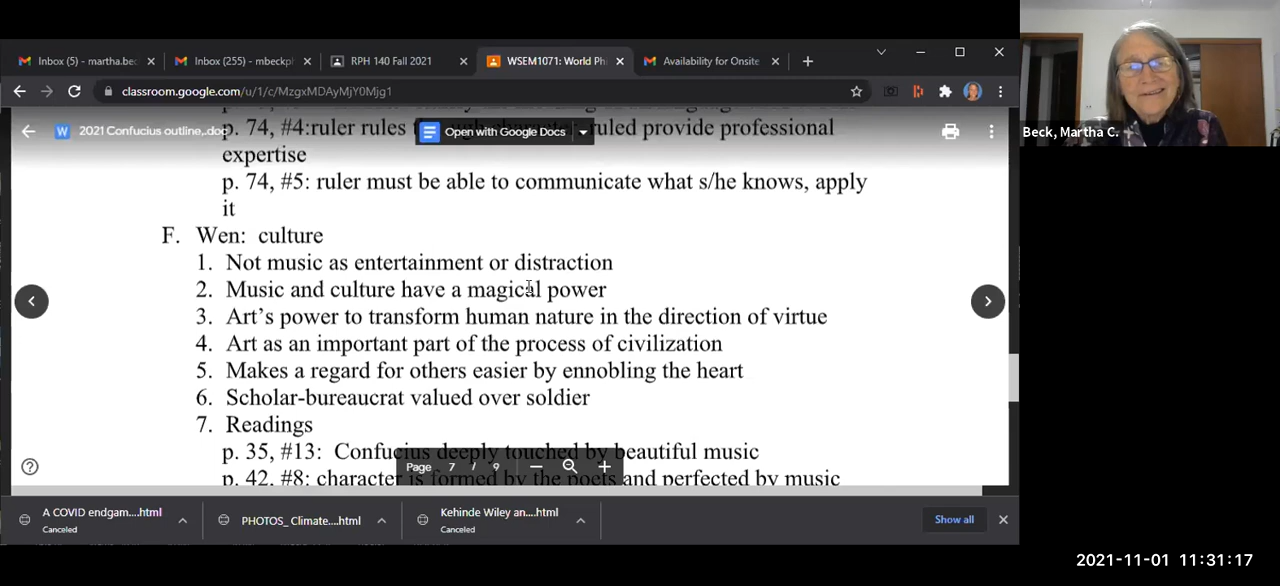 Inbox (5) - martha.bec
Inbox (255) - mbeckph
RPH 140 Fall 2021
WSEM1071: World Phi
Availability for Onsite
classroom.google.com/u/1/c/MzgxMDAyMjY0Mjg1
W 2021 Confucius outline,.doc
Open with Google Docs
p. 74, #4:ruler rules ruled provide professional
expertise
p. 74, #5: ruler must be able to communicate what s/he knows, apply
it
F. Wen: culture
1. Not music as entertainment or distraction
2. Music and culture have a magical power
3. Art's power to transform human nature in the direction of virtue
4. Art as an important part of the process of civilization
5. Makes a regard for others easier by ennobling the heart
6. Scholar-bureaucrat valued over soldier
7. Readings
p. 35, #13: Confucius deeply touched by beautiful music
Page 7 / 9
p. 42, #8: character is formed by the poets and perfected by music
A COVID endgam....html
Canceled
PHOTOS_ Climate....html
Kehinde Wiley an....html
Canceled
Show all
Beck, Martha C.
2021-11-01 11:31:17